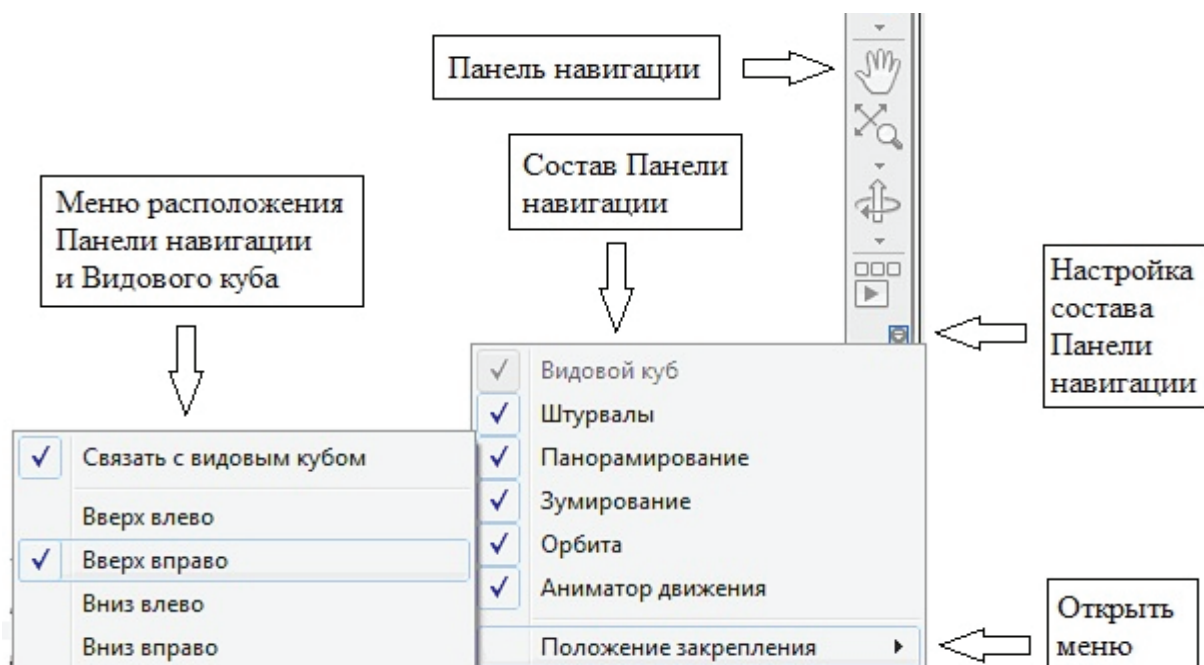 Панель навигации
Состав Панели
навигации
Меню расположения
Панели навигации
и Видового куба
Настройка
состава
Панели
навигации
Видовой куб
Штурвалы
Панорамирование
Зумирование
Орбита
Аниматор движения
Положение закрепления
Связать с видовым кубом
Вверх влево
Вверх вправо
Вниз влево
Вниз вправо
Открыть
меню